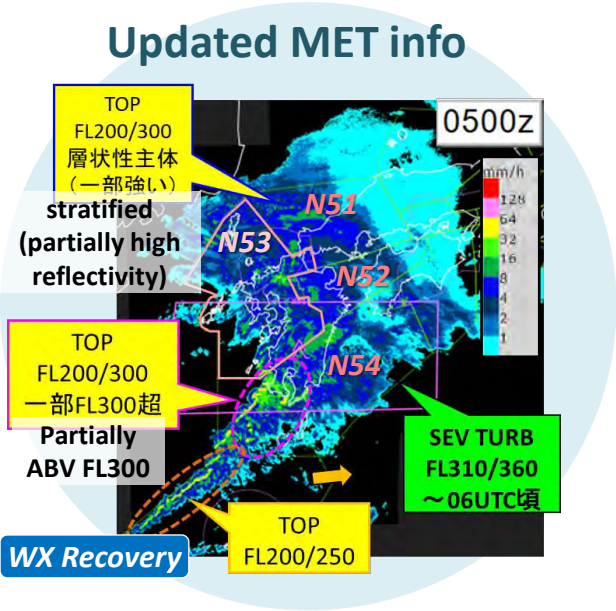 Updated MET info
TOP
FL200/300
層状性主体
（一部強い）
stratified
(partially high
reflectivity)
0500z
mm/h
128
64
32
16
8
4
2
1
N51
N53
N52
N54
TOP
FL200/300
一部FL300超
Partially
ABV FL300
SEV TURB
FL310/360
～06UTC頃
TOP
FL200/250
WX Recovery